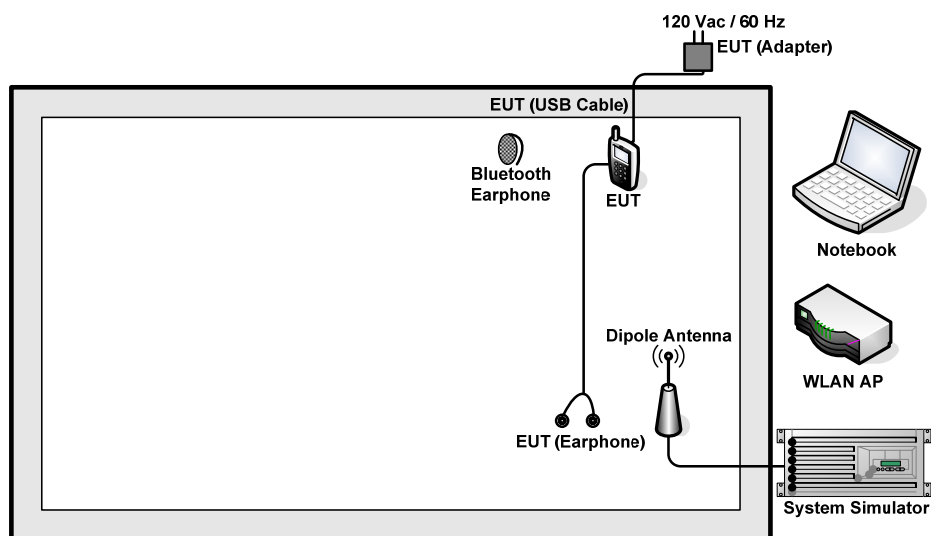 120 Vac / 60 Hz
EUT (Adapter)
EUT (USB Cable)
Bluetooth
Earphone
EUT
Notebook
Dipole Antenna
WLAN AP
EUT (Earphone)
System Simulator